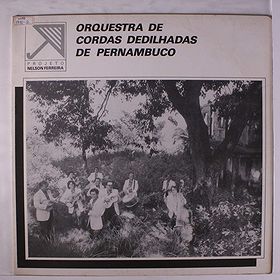 ORQUESTRA DE
CORDAS DEDILHADAS
DE PERNAMBUCO
PROJETO
NELSON FERREIRA